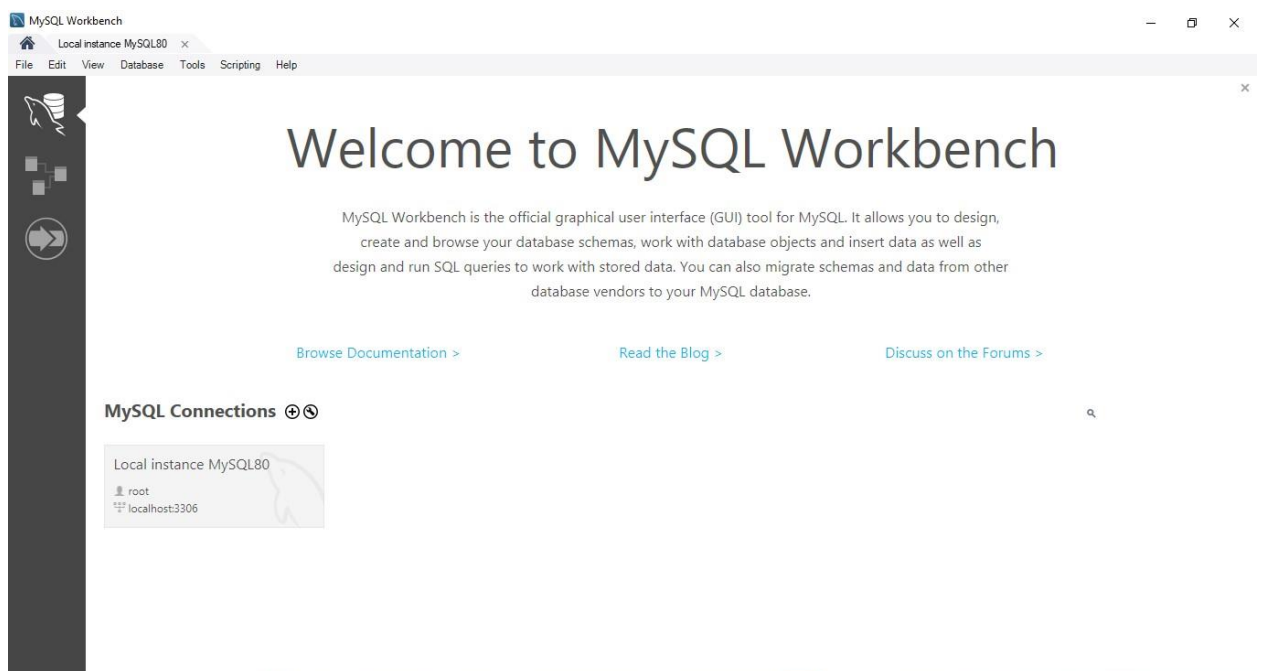 MySQL Workbench
Local instance MySQL80
File Edit View Database Tools Scripting Help
Welcome to MySQL Workbench
MySQL Workbench is the official graphical user interface (GUI) tool for MySQL. It allows you to design,
create and browse your database schemas, work with database objects and insert data as well as
design and run SQL queries to work with stored data. You can also migrate schemas and data from other
database vendors to your MySQL database.
Browse Documentation > Read the Blog > Discuss on the Forums >
MySQL Connections
Local instance MySQL80
root
localhost:3306